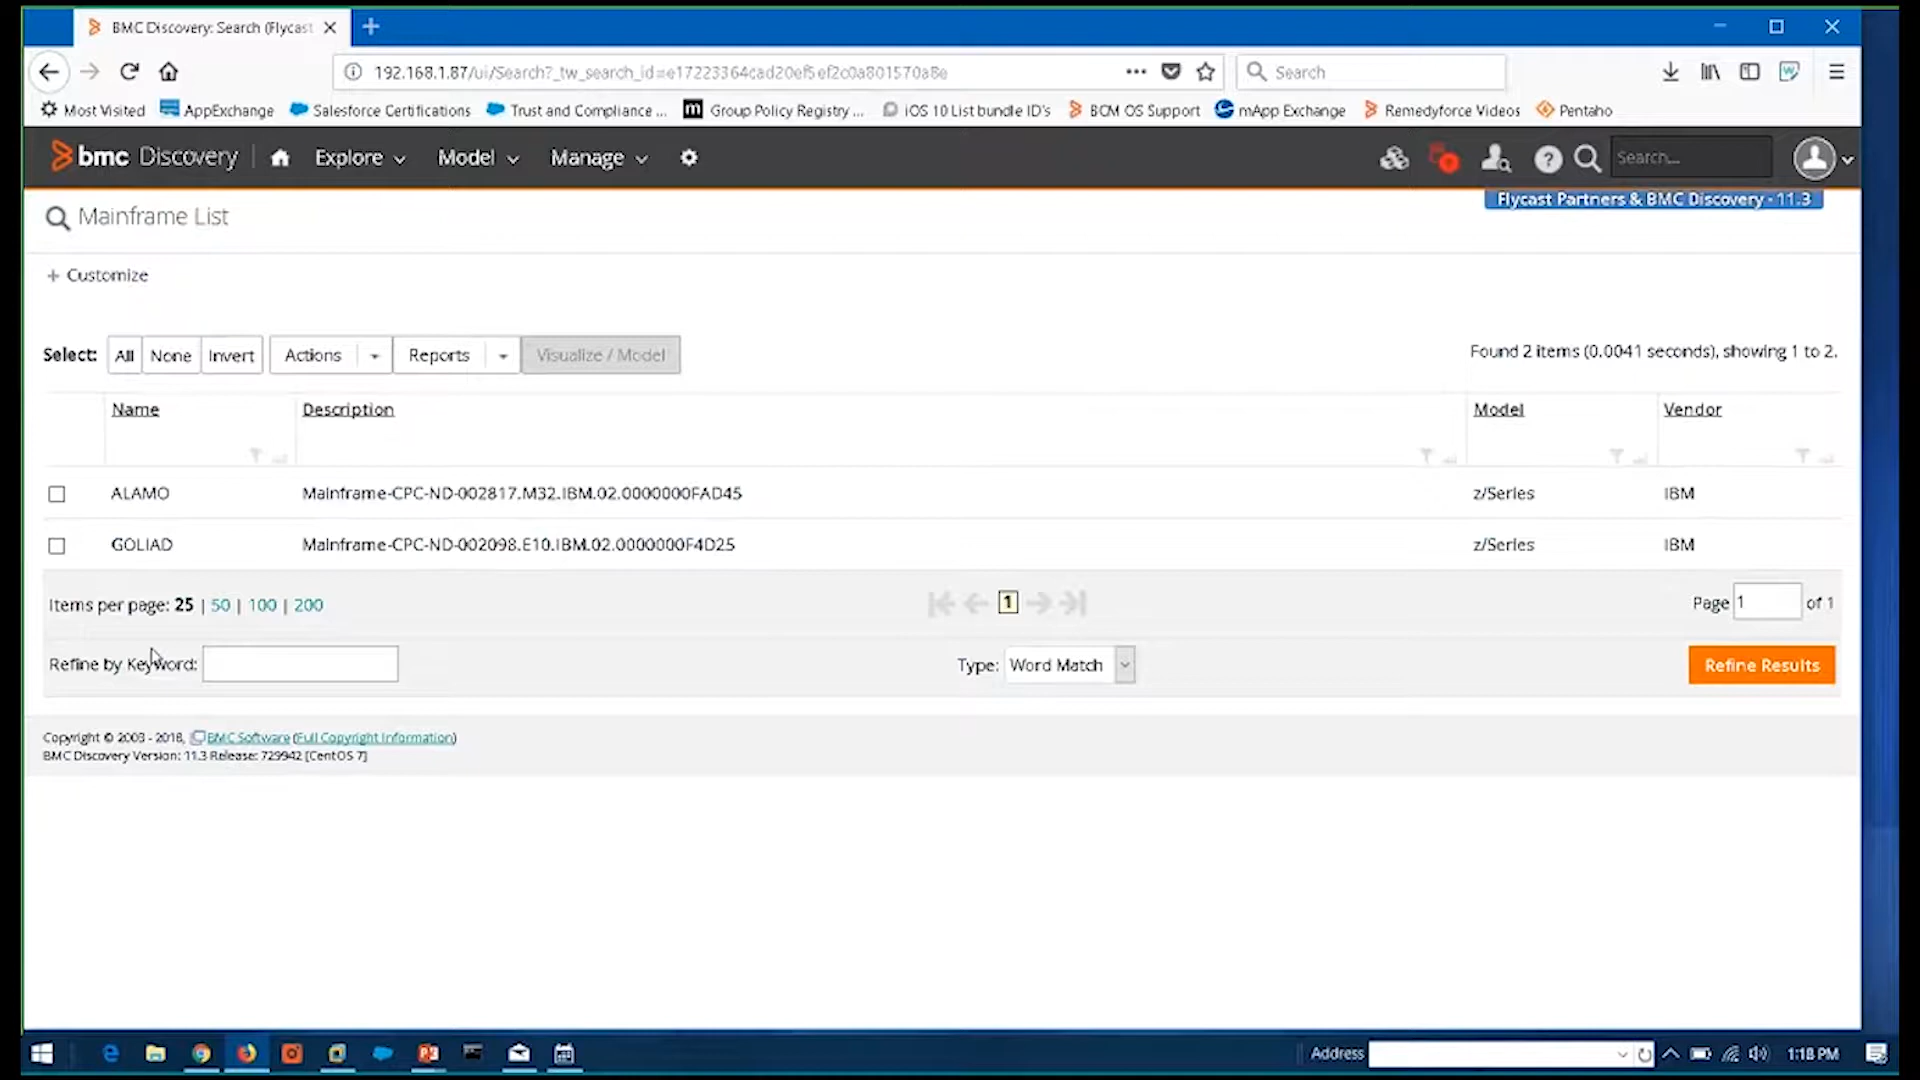 BMC Discovery: Search (Flycast
192.168.1.87/ui/Search?_tw_search_id=e17223364cad20ef5ef2c0a801570a8e
Search
Most Visited AppExchange Salesforce Certifications Trust and Compliance ... Group Policy Registry ... iOS 10 List bundle ID's BCM OS Support mApp Exchange Remedyforce Videos Pentaho
bmc Discovery Explore Model Manage Search...
Flycast Partners & BMC Discovery - 11.3
Mainframe List
+ Customize
Select: All None Invert Actions Reports Visualize / Model
Found 2 items (0.0041 seconds), showing 1 to 2.
Name Description Model Vendor
ALAMO Mainframe-CPC-ND-002817.M32.IBM.02.0000000FAD45 z/Series IBM
GOLIAD Mainframe-CPC-ND-002098.E10.IBM.02.0000000F4D25 z/Series IBM
Items per page: 25 | 50 | 100 | 200 1 Page 1 of 1
Refine by Keyword: Type: Word Match Refine Results
Copyright © 2003 - 2018, BMC Software (Full Copyright Information)
BMC Discovery Version: 11.3 Release: 729942 [CentOS 7]
Address 1:18 PM